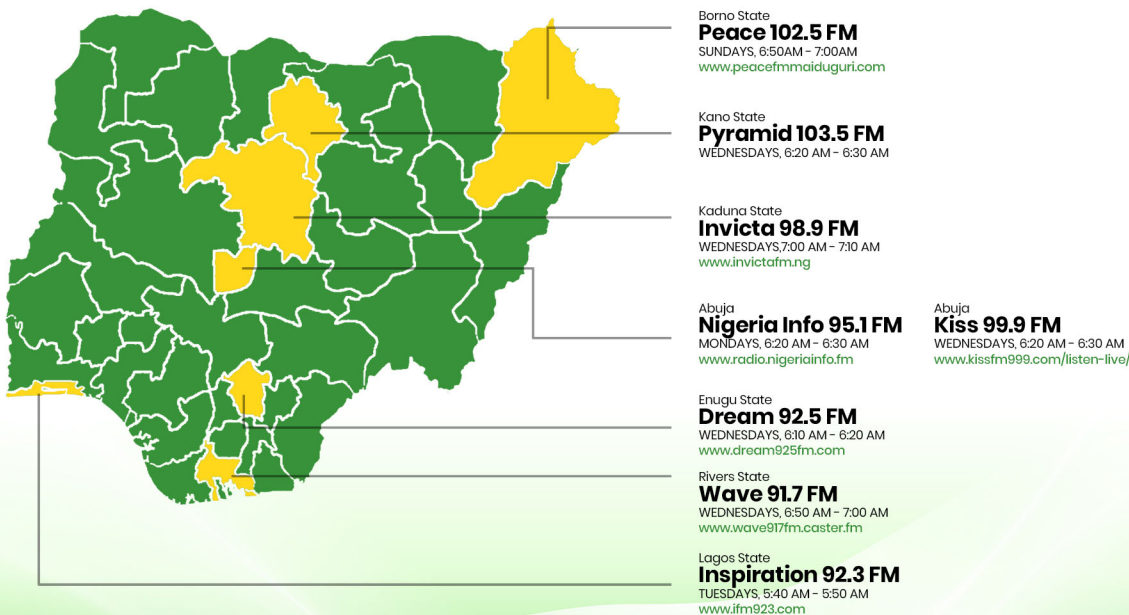 Borno State
Peace 102.5 FM
SUNDAYS, 6:50AM - 7:00AM
www.peacefmmaiduguri.com
Kano State
Pyramid 103.5 FM
WEDNESDAYS, 6:20 AM - 6:30 AM
Kaduna State
Invicta 98.9 FM
WEDNESDAYS,7:00 AM - 7:10 AM
www.invictafm.ng
Abuja
Nigeria Info 95.1 FM
MONDAYS, 6:20 AM - 6:30 AM
www.radio.nigeriainfo.fm
Abuja
Kiss 99.9 FM
WEDNESDAYS, 6:20 AM - 6:30 AM
www.kissfm999.com/listen-live/
Enugu State
Dream 92.5 FM
WEDNESDAYS, 6:10 AM - 6:20 AM
www.dream925fm.com
Rivers State
Wave 91.7 FM
WEDNESDAYS, 6:50 AM - 7:00 AM
www.wave917fm.caster.fm
Lagos State
Inspiration 92.3 FM
TUESDAYS, 5:40 AM - 5:50 AM
www.ifm923.com